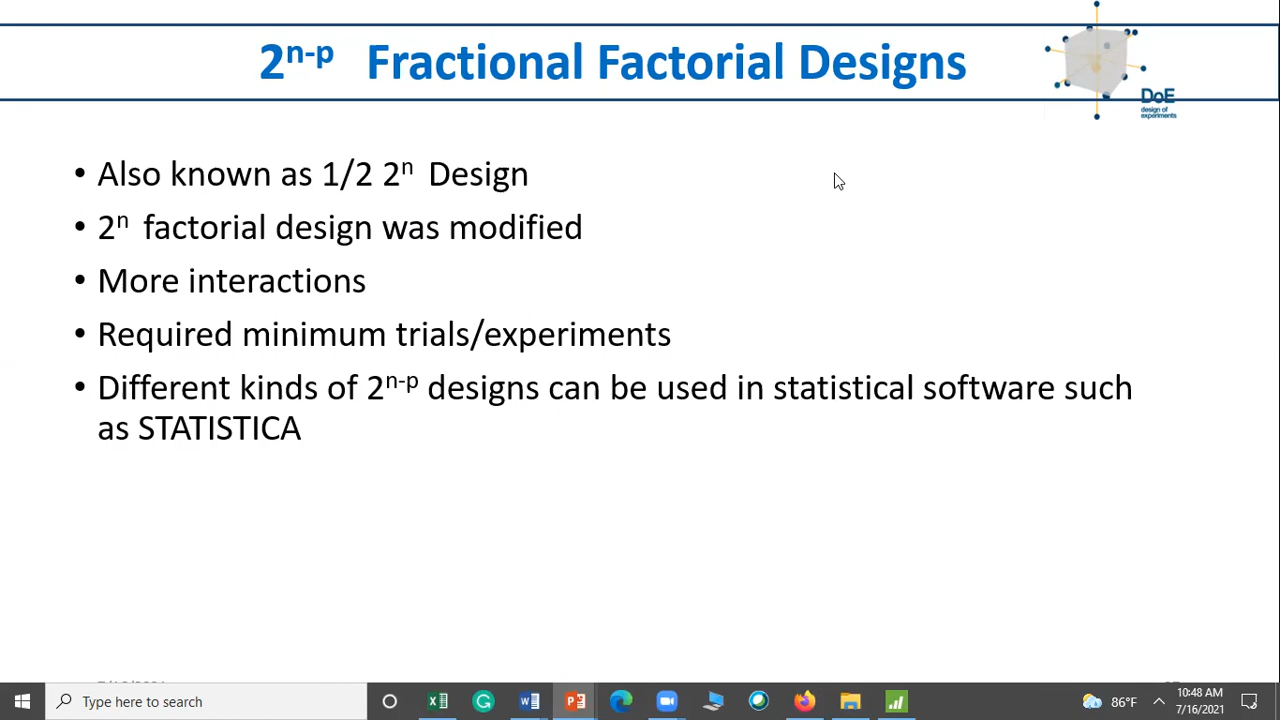 2ⁿ⁻ᵖ Fractional Factorial Designs
DoE
design of
experiments
• Also known as 1/2 2ⁿ Design
• 2ⁿ factorial design was modified
• More interactions
• Required minimum trials/experiments
• Different kinds of 2ⁿ⁻ᵖ designs can be used in statistical software such
as STATISTICA
Type here to search
86°F
10:48 AM
7/16/2021